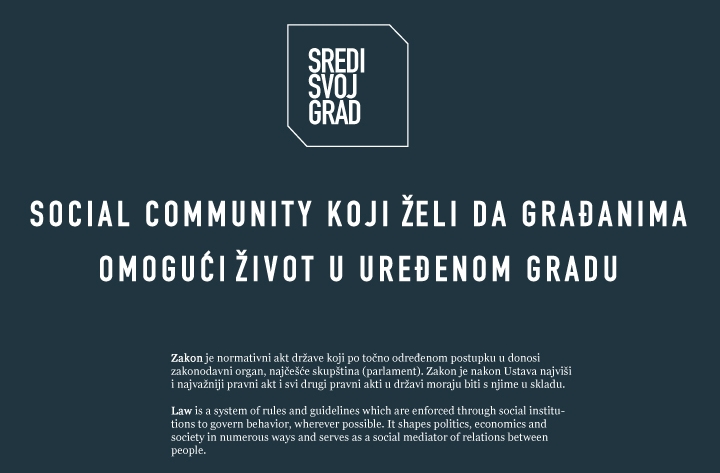 SREDI
SVOJ
GRAD
SOCIAL COMMUNITY KOJI ŽELI DA GRAĐANIMA
OMOGUĆI ŽIVOT U UREĐENOM GRADU
Zakon je normativni akt države koji po točno određenom postupku u donosi
zakonodavni organ, najčešće skupština (parlament). Zakon je nakon Ustava najviši
i najvažniji pravni akt i svi drugi pravni akti u državi moraju biti s njime u skladu.
Law is a system of rules and guidelines which are enforced through social institu-
tions to govern behavior, wherever possible. It shapes politics, economics and
society in numerous ways and serves as a social mediator of relations between
people.